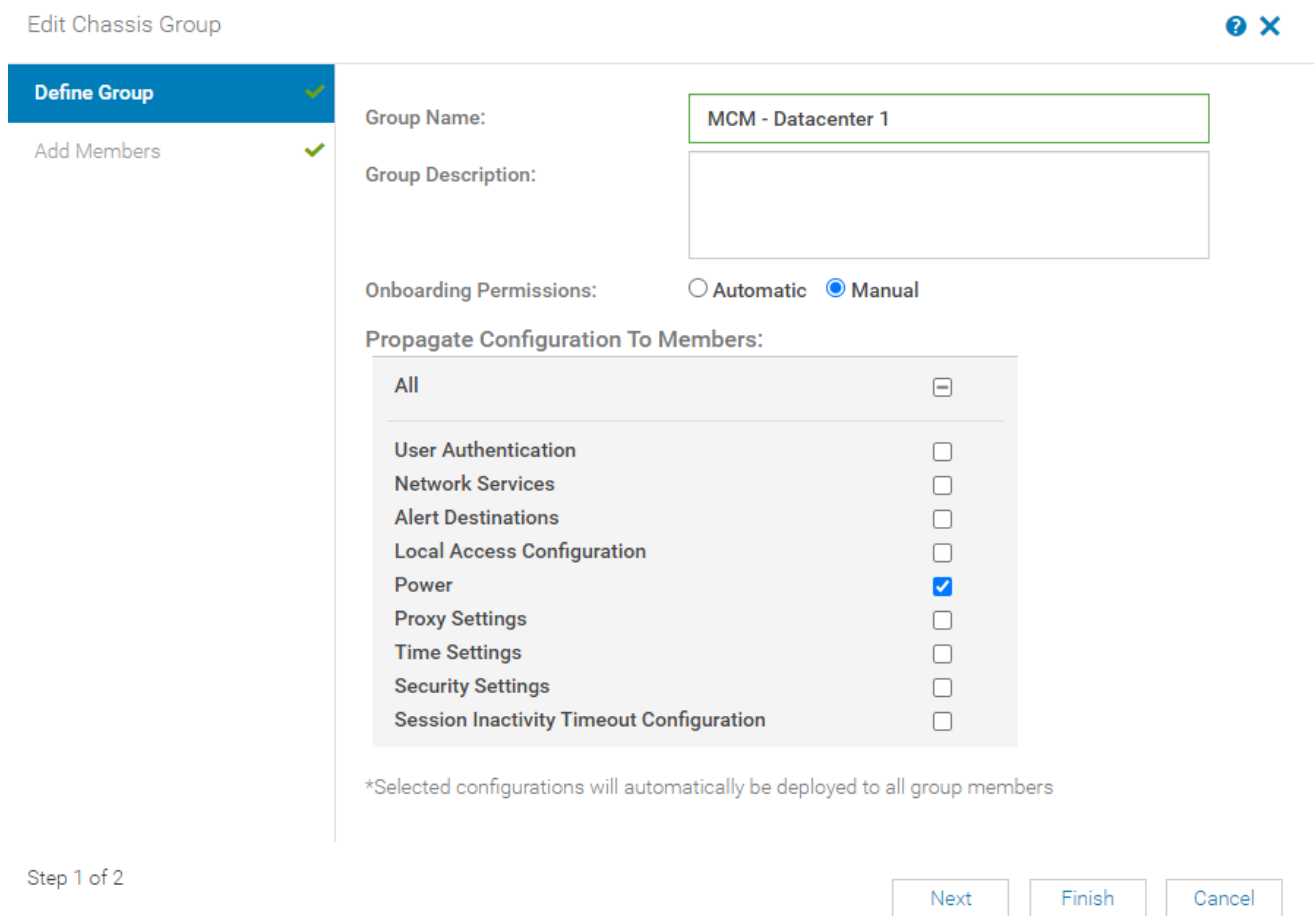 Edit Chassis Group
Define Group
Add Members
Group Name:
MCM - Datacenter 1
Group Description:
Onboarding Permissions:
Automatic
Manual
Propagate Configuration To Members:
All
User Authentication
Network Services
Alert Destinations
Local Access Configuration
Power
Proxy Settings
Time Settings
Security Settings
Session Inactivity Timeout Configuration
*Selected configurations will automatically be deployed to all group members
Step 1 of 2
Next
Finish
Cancel